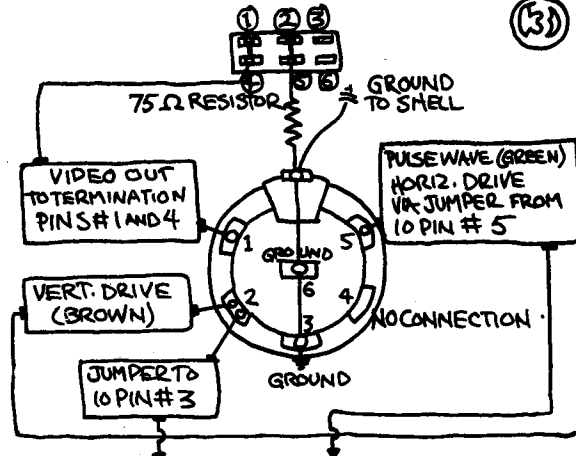 1 2 3
3D
4 5 6
75Ω RESISTOR
GROUND
TO SHELL
VIDEO OUT
TO TERMINATION
PINS #1 AND 4
PULSE WAVE (GREEN)
HORIZ. DRIVE
VIA JUMPER FROM
10 PIN # 5
1
5
GROUND
6
VERT. DRIVE
(BROWN)
2
4
NO CONNECTION
3
JUMPER TO
10 PIN # 3
GROUND